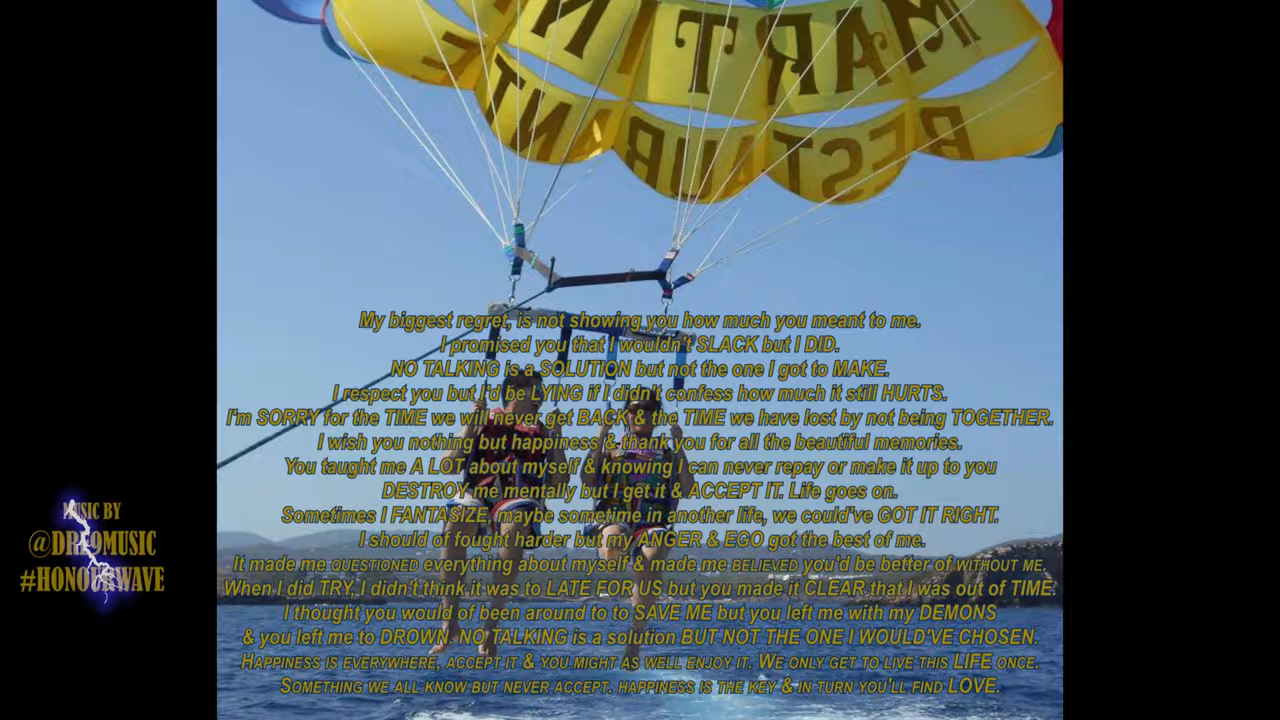 MARTIN
RESTAURANT
My biggest regret, is not showing you how much you meant to me.
I promised you that I wouldn't SLACK but I DID.
NO TALKING is a SOLUTION but not the one I got to MAKE.
I respect you but I'd be LYING if I didn't confess how much it still HURTS.
I'm SORRY for the TIME we will never get BACK & the TIME we have lost by not being TOGETHER.
I wish you nothing but happiness & thank you for all the beautiful memories.
You taught me A LOT about myself & knowing I can never repay or make it up to you
DESTROY me mentally but I get it & ACCEPT IT. Life goes on.
Sometimes I FANTASIZE, maybe sometime in another life, we could've GOT IT RIGHT.
I should of fought harder but my ANGER & EGO got the best of me.
It made me QUESTIONED everything about myself & made me BELIEVED you'd be better of WITHOUT ME.
When I did TRY, I didn't think it was to LATE FOR US but you made it CLEAR that I was out of TIME.
I thought you would of been around to to SAVE ME but you left me with my DEMONS
& you left me to DROWN. NO TALKING is a solution BUT NOT THE ONE I WOULD'VE CHOSEN.
HAPPINESS IS EVERYWHERE, ACCEPT IT & YOU MIGHT AS WELL ENJOY IT. WE ONLY GET TO LIVE THIS LIFE ONCE.
SOMETHING WE ALL KNOW BUT NEVER ACCEPT. HAPPINESS IS THE KEY & IN TURN YOU'LL FIND LOVE.
MUSIC BY
#HONOURWAVE